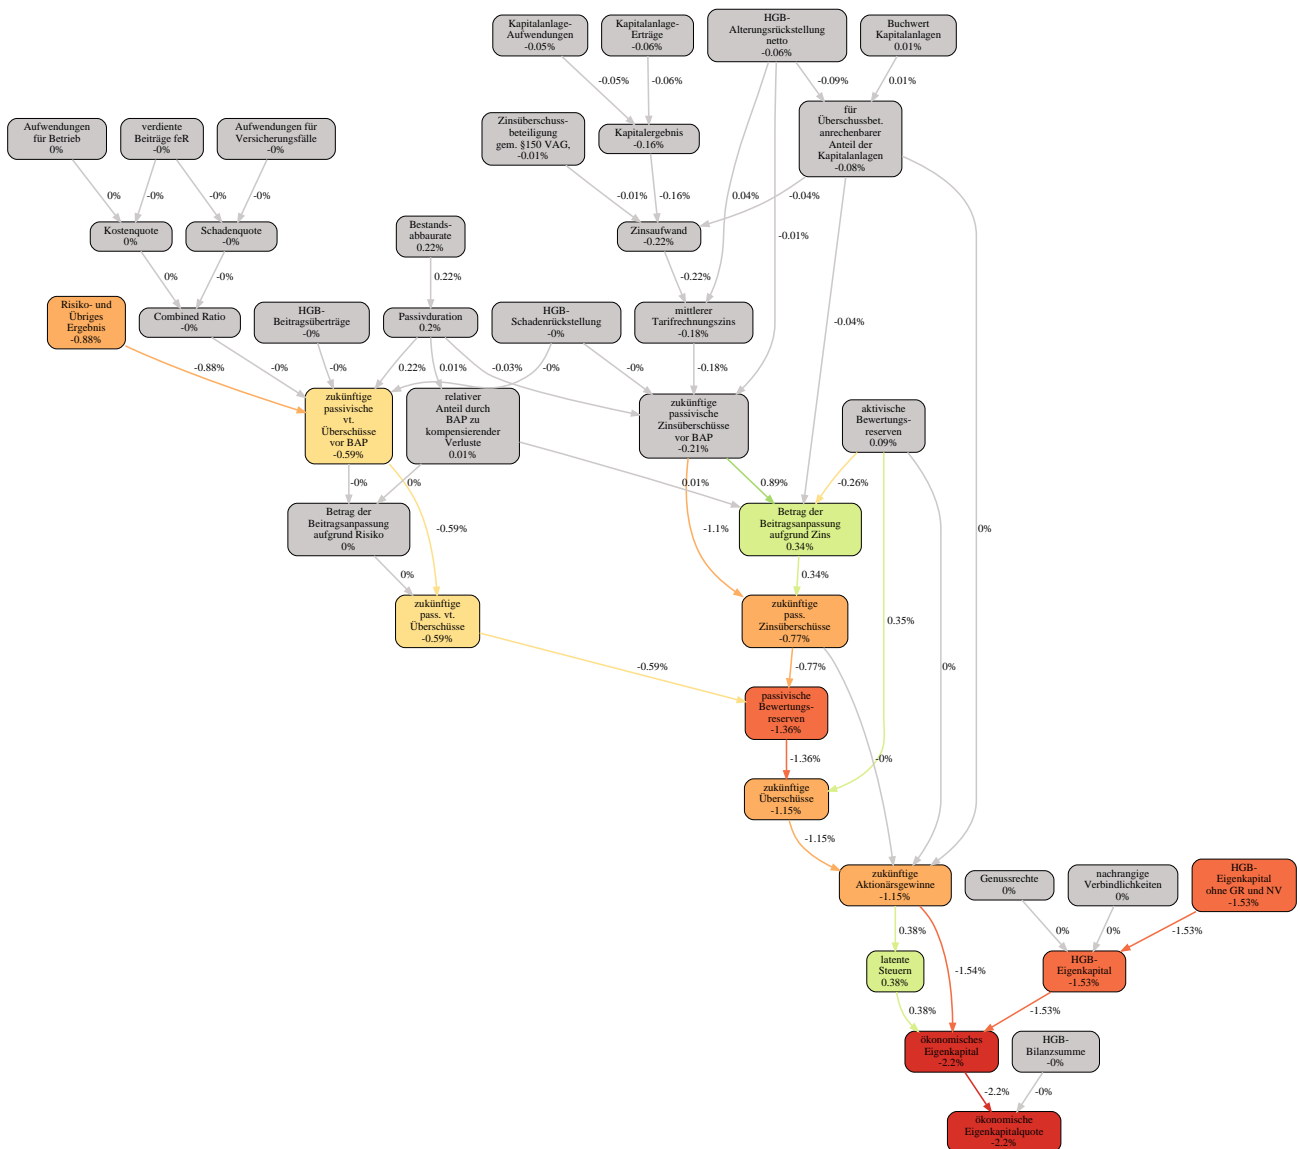 Kapitalanlage-
Aufwendungen
-0.05%
Kapitalanlage-
Erträge
-0.06%
HGB-
Alterungsrückstellung
netto
-0.06%
Buchwert
Kapitalanlagen
0.01%
-0.05%
-0.06%
-0.09%
0.01%
Aufwendungen
für Betrieb
0%
verdiente
Beiträge feR
-0%
Aufwendungen für
Versicherungsfälle
-0%
Zinsüberschuss-
beteiligung
gem. §150 VAG,
-0.01%
Kapitalergebnis
-0.16%
für
Überschussbet.
anrechenbarer
Anteil der
Kapitalanlagen
-0.08%
0%
-0%
-0%
-0%
-0.01%
-0.16%
-0.04%
0.04%
-0.01%
Kostenquote
0%
Schadenquote
-0%
Bestands-
abbaurate
0.22%
Zinsaufwand
-0.22%
0%
-0%
0.22%
-0.22%
-0.04%
Risiko- und
Übriges
Ergebnis
-0.88%
Combined Ratio
-0%
HGB-
Beitragsüberträge
-0%
Passivduration
0.2%
HGB-
Schadenrückstellung
-0%
mittlerer
Tarifrechnungszins
-0.18%
-0.88%
-0%
-0%
0.22%
0.01%
-0.03%
-0%
-0%
-0.18%
zukünftige
passivische
vt.
Überschüsse
vor BAP
-0.59%
relativer
Anteil durch
BAP zu
kompensierender
Verluste
0.01%
zukünftige
passivische
Zinsüberschüsse
vor BAP
-0.21%
aktivische
Bewertungs-
reserven
0.09%
-0%
0%
0.01%
0.89%
-0.26%
Betrag der
Beitragsanpassung
aufgrund Risiko
0%
-0.59%
-1.1%
Betrag der
Beitragsanpassung
aufgrund Zins
0.34%
0%
0%
0.34%
zukünftige
pass. vt.
Überschüsse
-0.59%
zukünftige
pass.
Zinsüberschüsse
-0.77%
0.35%
0%
-0.59%
-0.77%
passivische
Bewertungs-
reserven
-1.36%
-1.36%
-0%
zukünftige
Überschüsse
-1.15%
-1.15%
zukünftige
Aktionärsgewinne
-1.15%
Genussrechte
0%
nachrangige
Verbindlichkeiten
0%
HGB-
Eigenkapital
ohne GR und NV
-1.53%
0.38%
-1.54%
0%
0%
-1.53%
latente
Steuern
0.38%
HGB-
Eigenkapital
-1.53%
0.38%
-1.53%
ökonomisches
Eigenkapital
-2.2%
HGB-
Bilanzsumme
-0%
-2.2%
-0%
ökonomische
Eigenkapitalquote
-2.2%